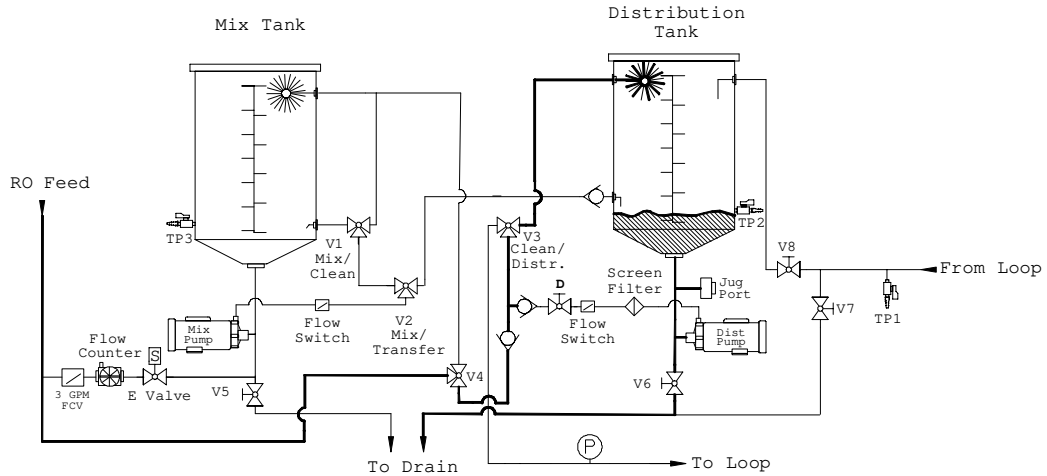 Mix Tank
Distribution
Tank
RO Feed
TP3
V1
Mix/
Clean
V3
Clean/
Distr.
TP2
V8
From Loop
Screen
Filter
Jug
Port
D
V7
TP1
Mix
Pump
Flow
Switch
V2
Mix/
Transfer
Flow
Switch
Dist
Pump
Flow
Counter
S
3 GPM
FCV
E Valve
V5
V4
V6
To Drain
P
To Loop